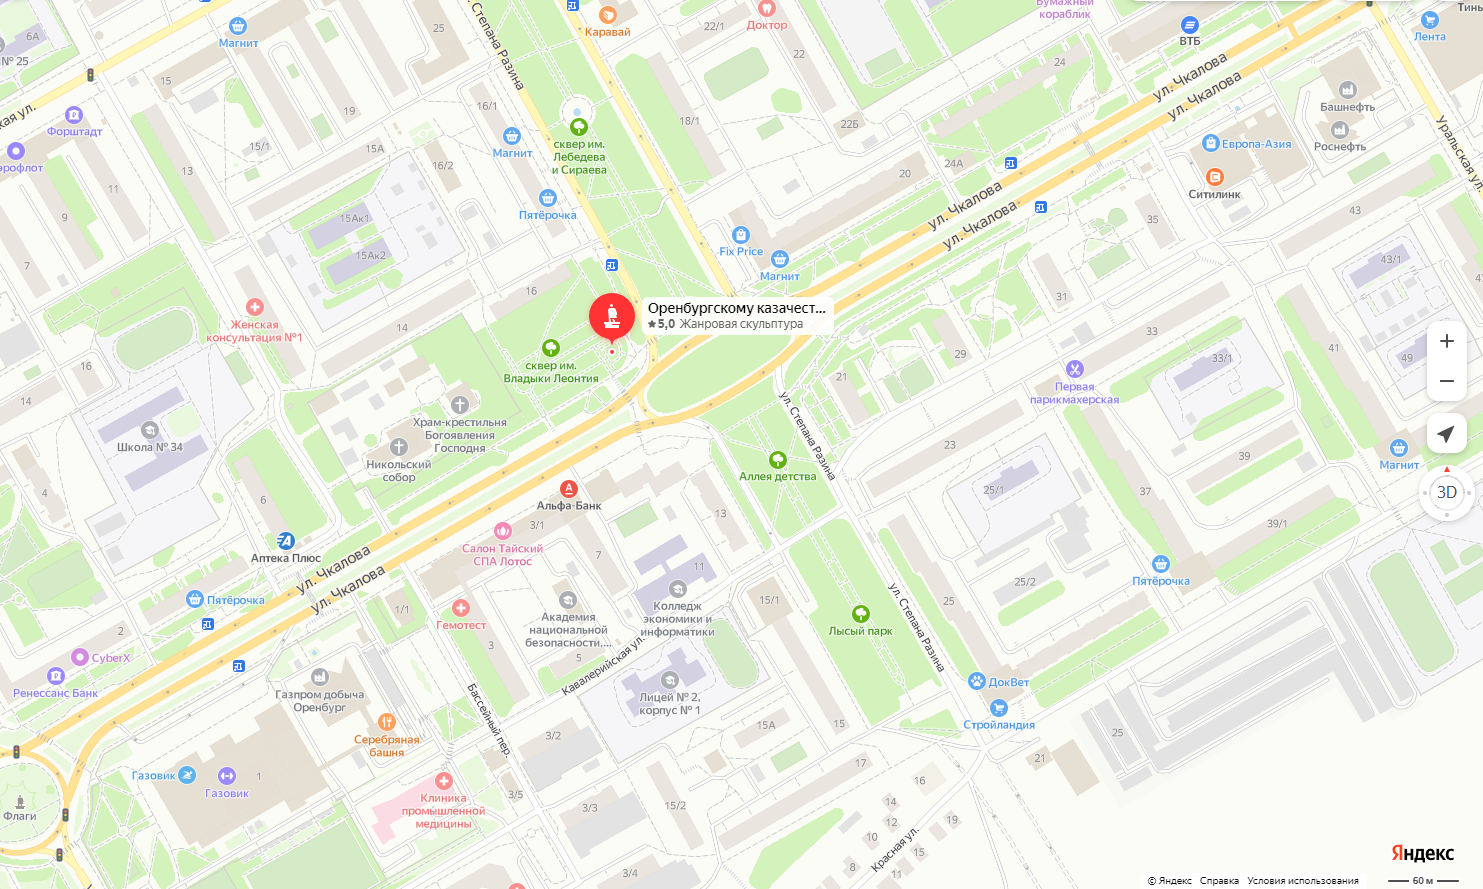 6А
№ 25
Магнит
25
ул. Степана Разина
Каравай
22/1
Доктор
Бумажный
кораблик
ВТБ
Лента
15
19
16/1
24
ул. Чкалова
ул. Чкалова
Башнефть
Форштадт
Роснефть
18/1
22Б
Уральская ул.
Магнит
сквер им.
Лебедева
и Сираева
Европа-Азия
15/1
15А
11
13
16/2
24А
20
Ситилинк
Пятёрочка
15Ак1
ул. Чкалова
ул. Чкалова
43
35
15Ак2
Fix Price
Магнит
43/1
7
16
Женская
консультация №1
14
Оренбургскому казачест...
5,0 Жанровая скульптура
33
41
49
29
33/1
16
сквер им.
Владыки Леонтия
21
Первая
парикмахерская
14
Храм-крестильня
Богоявления
Господня
ул. Степана Разина
Школа № 34
23
Никольский
собор
Магнит
39
Аллея детства
4
6
Альфа-Банк
25/1
37
3/1
13
39/1
Салон Тайский
СПА Лотос
Аптека Плюс
7
11
ул. Чкалова
ул. Чкалова
25/2
Пятёрочка
Пятёрочка
1/1
Гемотест
Академия
национальной
безопасности,...
Колледж
экономики и
информатики
15/1
25
Лысый парк
ул. Степана Разина
2
3
5
Кавалерийская ул.
CyberX
Ренессанс Банк
Газпром добыча
Оренбург
Бассейный пер.
Лицей № 2,
корпус № 1
ДокВет
Стройландия
Серебряная
башня
3/2
15А
25
21
Газовик
1
Газовик
17
16
Флаги
Клиника
промышленной
медицины
3/5
3/3
15/2
14
12
10
19
15
Красная ул.
3D
Яндекс
© Яндекс Справка Условия использования
60 м